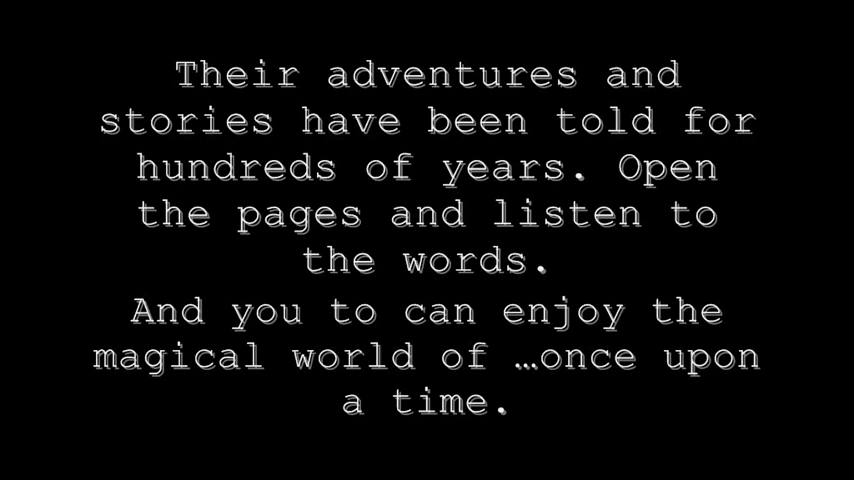 Their adventures and
stories have been told for
hundreds of years. Open
the pages and listen to
the words.
And you to can enjoy the
magical world of …once upon
a time.